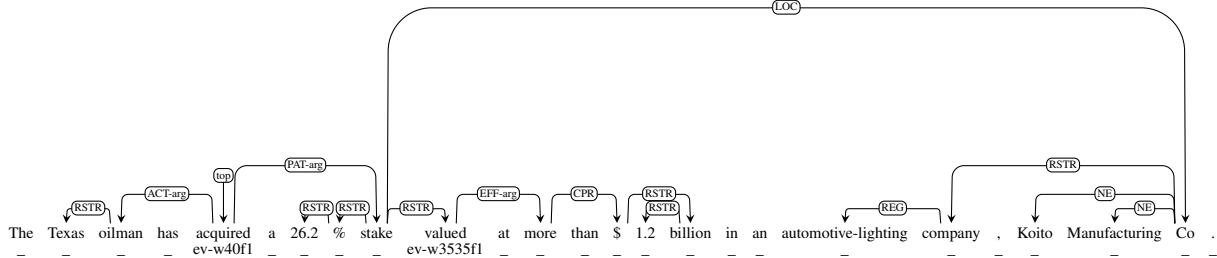 LOC
PAT-arg RSTR
top
ACT-arg EFF-arg CPR RSTR NE
RSTR RSTR RSTR RSTR RSTR REG NE
The Texas oilman has acquired a 26.2 % stake valued at more than $ 1.2 billion in an automotive-lighting company , Koito Manufacturing Co .
_ _ _ _ ev-w40f1 _ _ _ _ ev-w3535f1 _ _ _ _ _ _ _ _ _ _ _ _ _ _ _